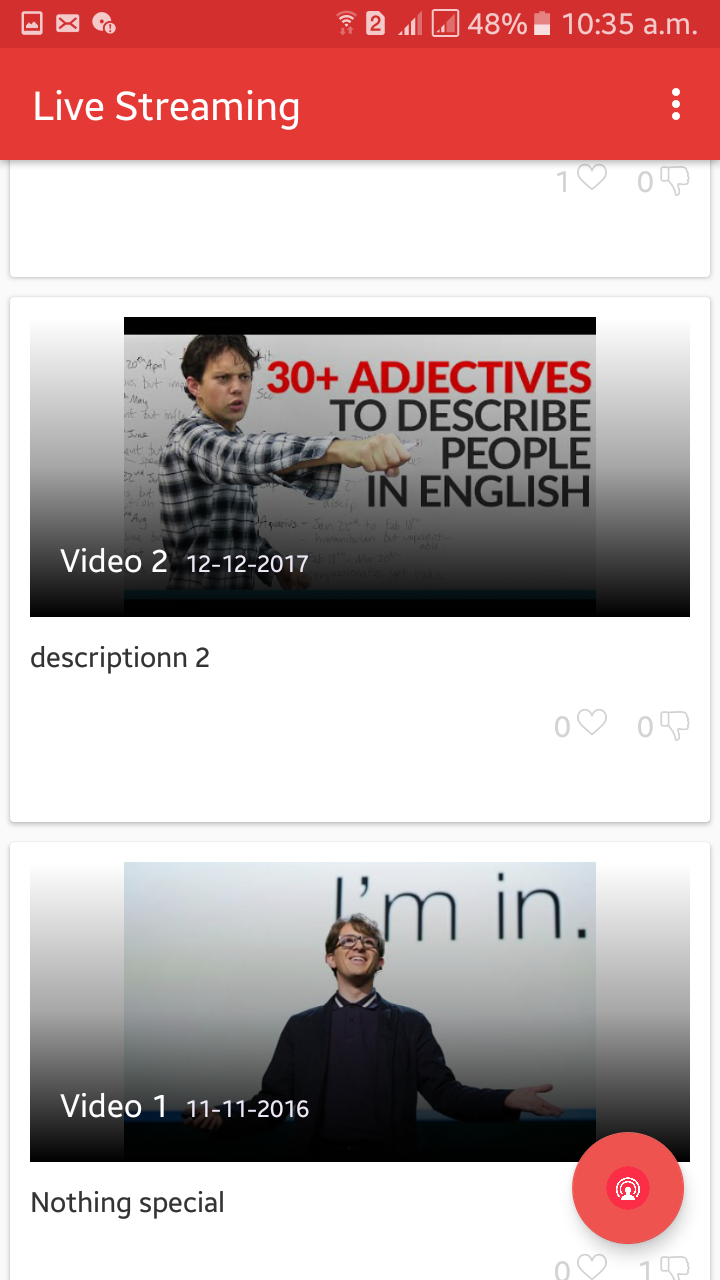 2 48% 10:35 a.m.
Live Streaming
1 0
30+ ADJECTIVES
TO DESCRIBE
PEOPLE
IN ENGLISH
Video 2 12-12-2017
descriptionn 2
0 0
I'm in.
Video 1 11-11-2016
Nothing special
0 1